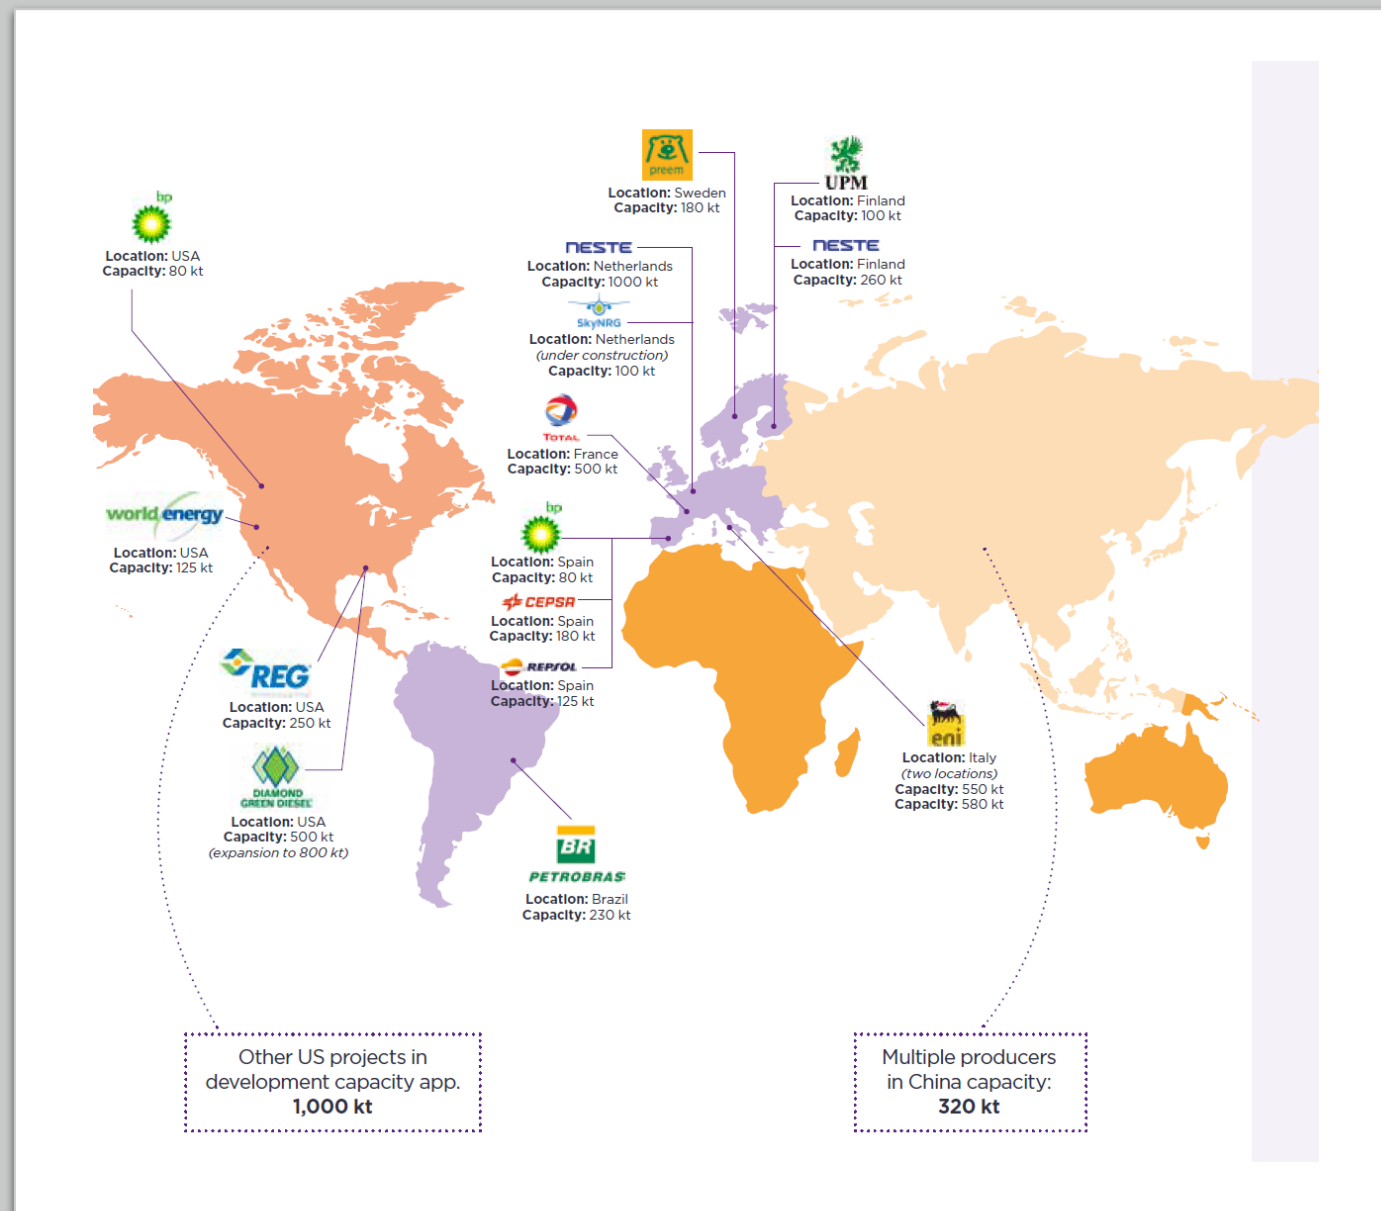 bp
Location: USA
Capacity: 80 kt
world energy
Location: USA
Capacity: 125 kt
REG
Location: USA
Capacity: 250 kt
DIAMOND
GREEN DIESEL
Location: USA
Capacity: 500 kt
(expansion to 800 kt)
preem
Location: Sweden
Capacity: 180 kt
UPM
Location: Finland
Capacity: 100 kt
NESTE
Location: Finland
Capacity: 260 kt
NESTE
Location: Netherlands
Capacity: 1000 kt
SkyNRG
Location: Netherlands
(under construction)
Capacity: 100 kt
TOTAL
Location: France
Capacity: 500 kt
bp
Location: Spain
Capacity: 80 kt
CEPSA
Location: Spain
Capacity: 180 kt
REPSOL
Location: Spain
Capacity: 125 kt
eni
Location: Italy
(two locations)
Capacity: 550 kt
Capacity: 580 kt
BR
PETROBRAS
Location: Brazil
Capacity: 230 kt
Other US projects in
development capacity app.
1,000 kt
Multiple producers
in China capacity:
320 kt